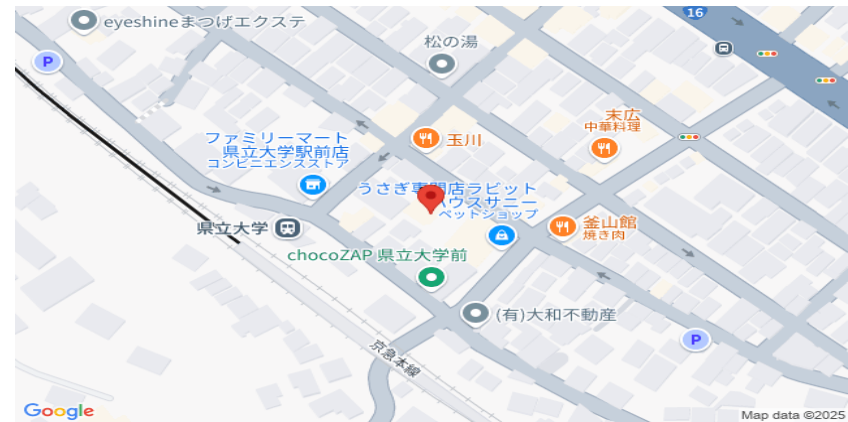 eyeshineまつげエクステ
16
P
松の湯
末広
中華料理
ファミリーマート
県立大学駅前店
コンビニエンスストア
玉川
うさぎ専門店ラビット
ハウスサニー
ペットショップ
県立大学
釜山館
焼き肉
chocoZAP 県立大学前
(有)大和不動産
P
京急本線
Google
Map data ©2025